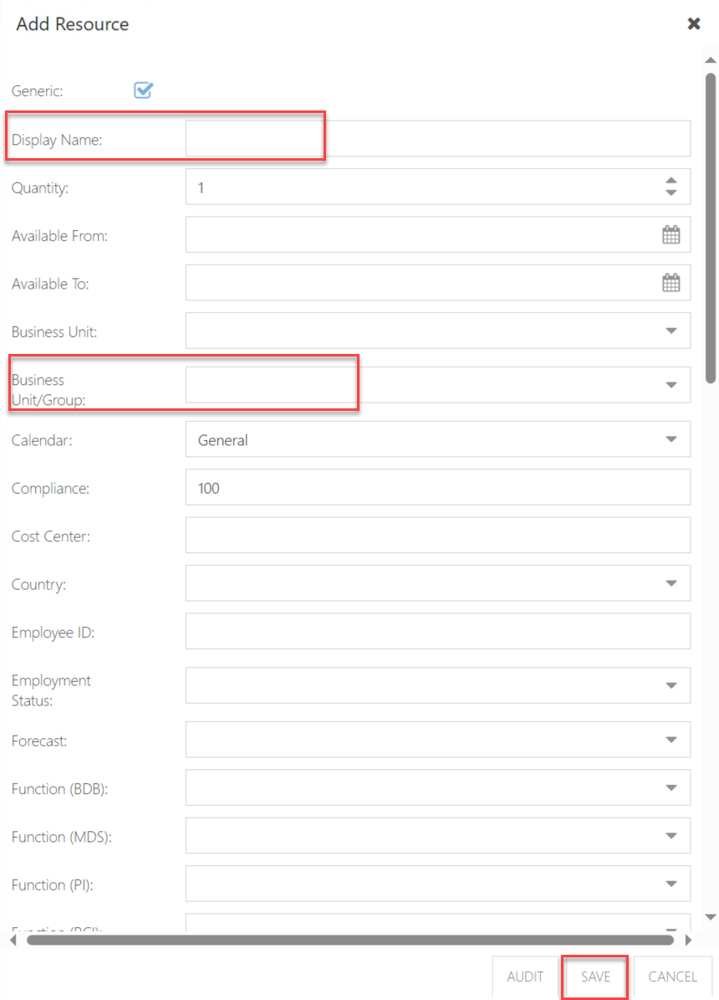 Add Resource
Generic:
Display Name:
Quantity: 1
Available From:
Available To:
Business Unit:
Business
Unit/Group:
Calendar: General
Compliance: 100
Cost Center:
Country:
Employee ID:
Employment
Status:
Forecast:
Function (BDB):
Function (MDS):
Function (PI):
AUDIT SAVE CANCEL